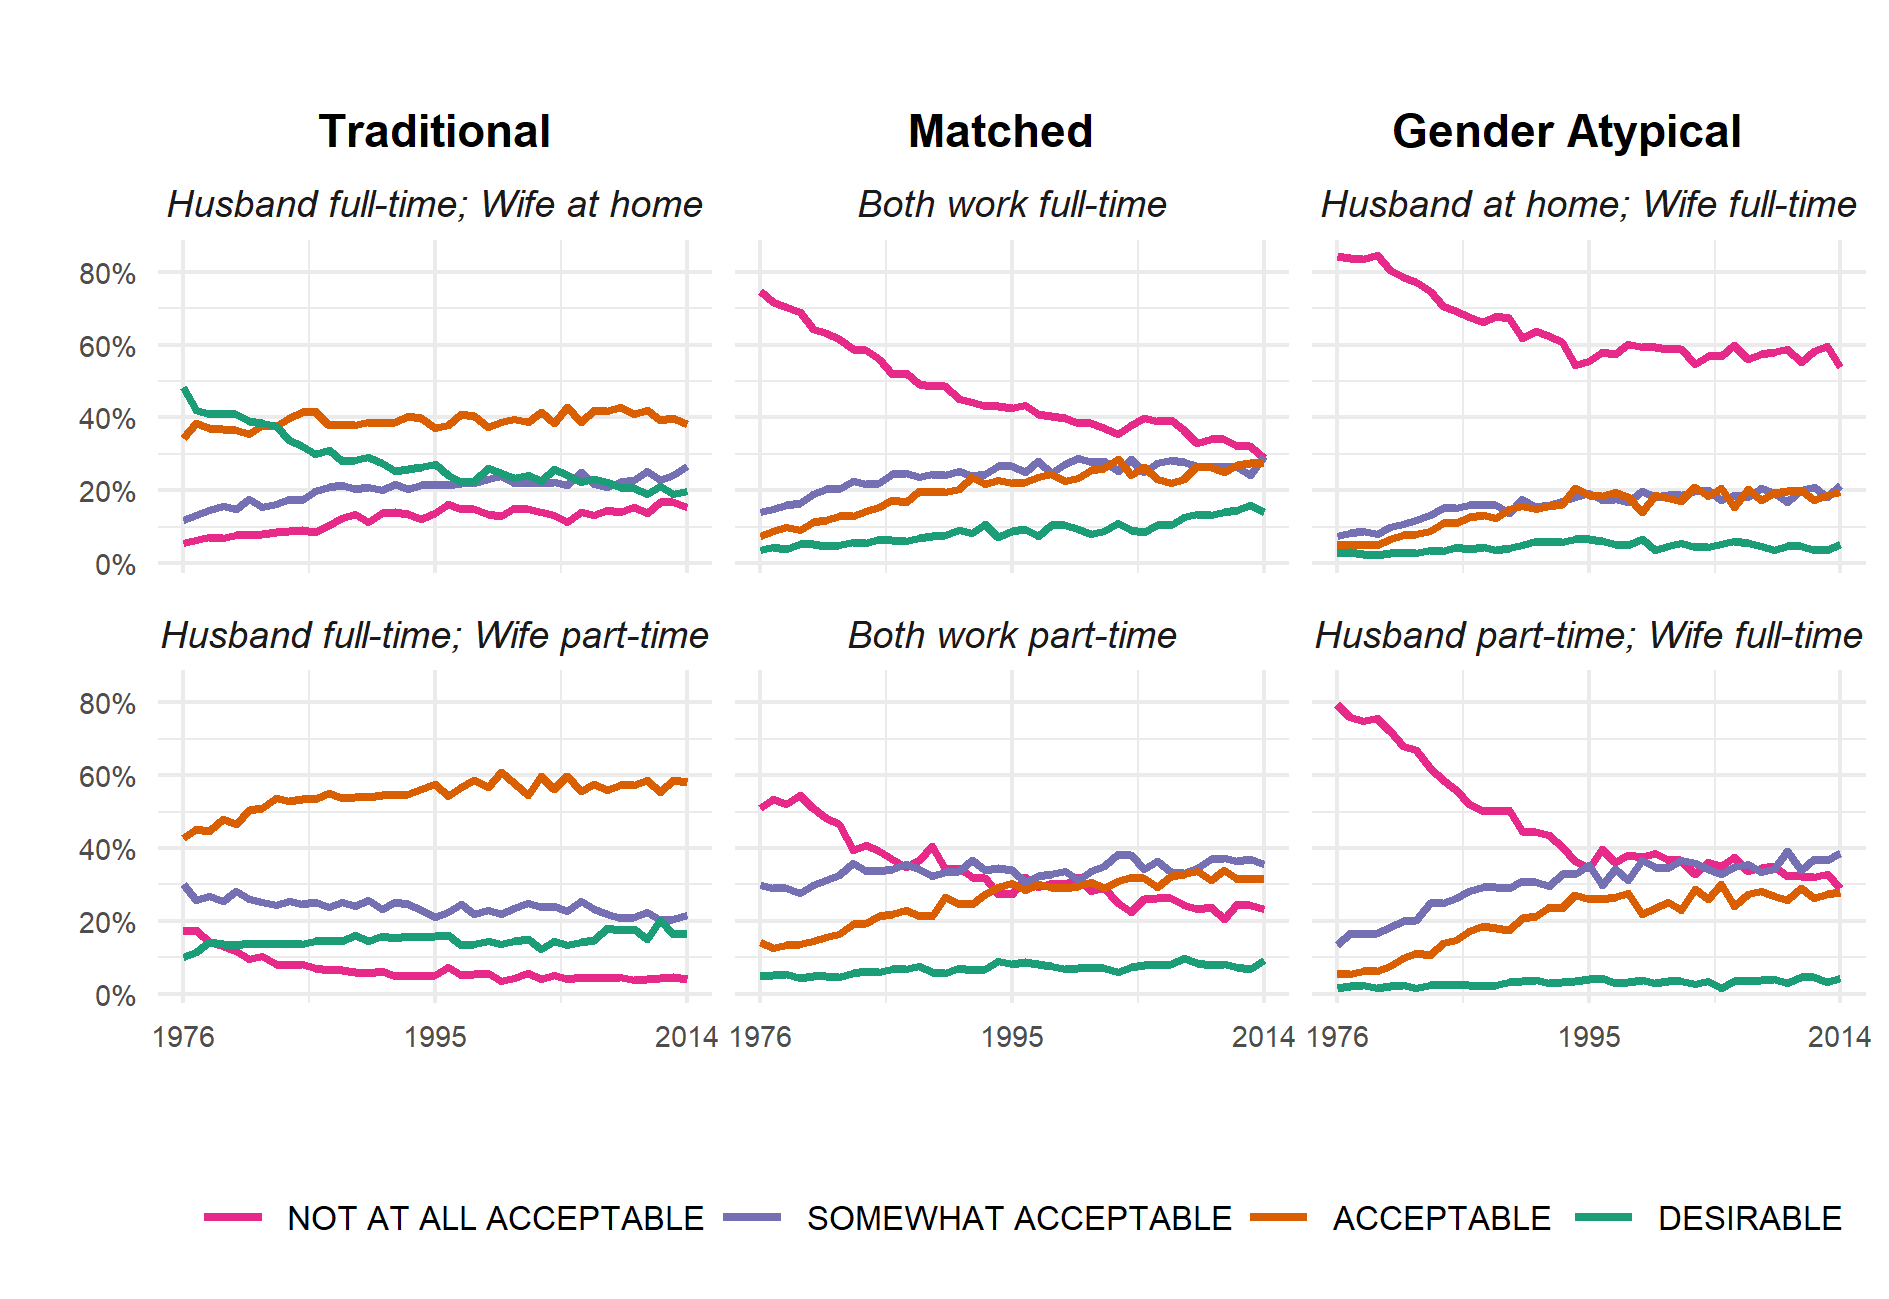 Traditional Matched Gender Atypical
Husband full-time; Wife at home Both work full-time Husband at home; Wife full-time
80%
60%
40%
20%
0%
Husband full-time; Wife part-time Both work part-time Husband part-time; Wife full-time
80%
60%
40%
20%
0%
1976 1995 2014 1976 1995 2014 1976 1995 2014
NOT AT ALL ACCEPTABLE SOMEWHAT ACCEPTABLE ACCEPTABLE DESIRABLE